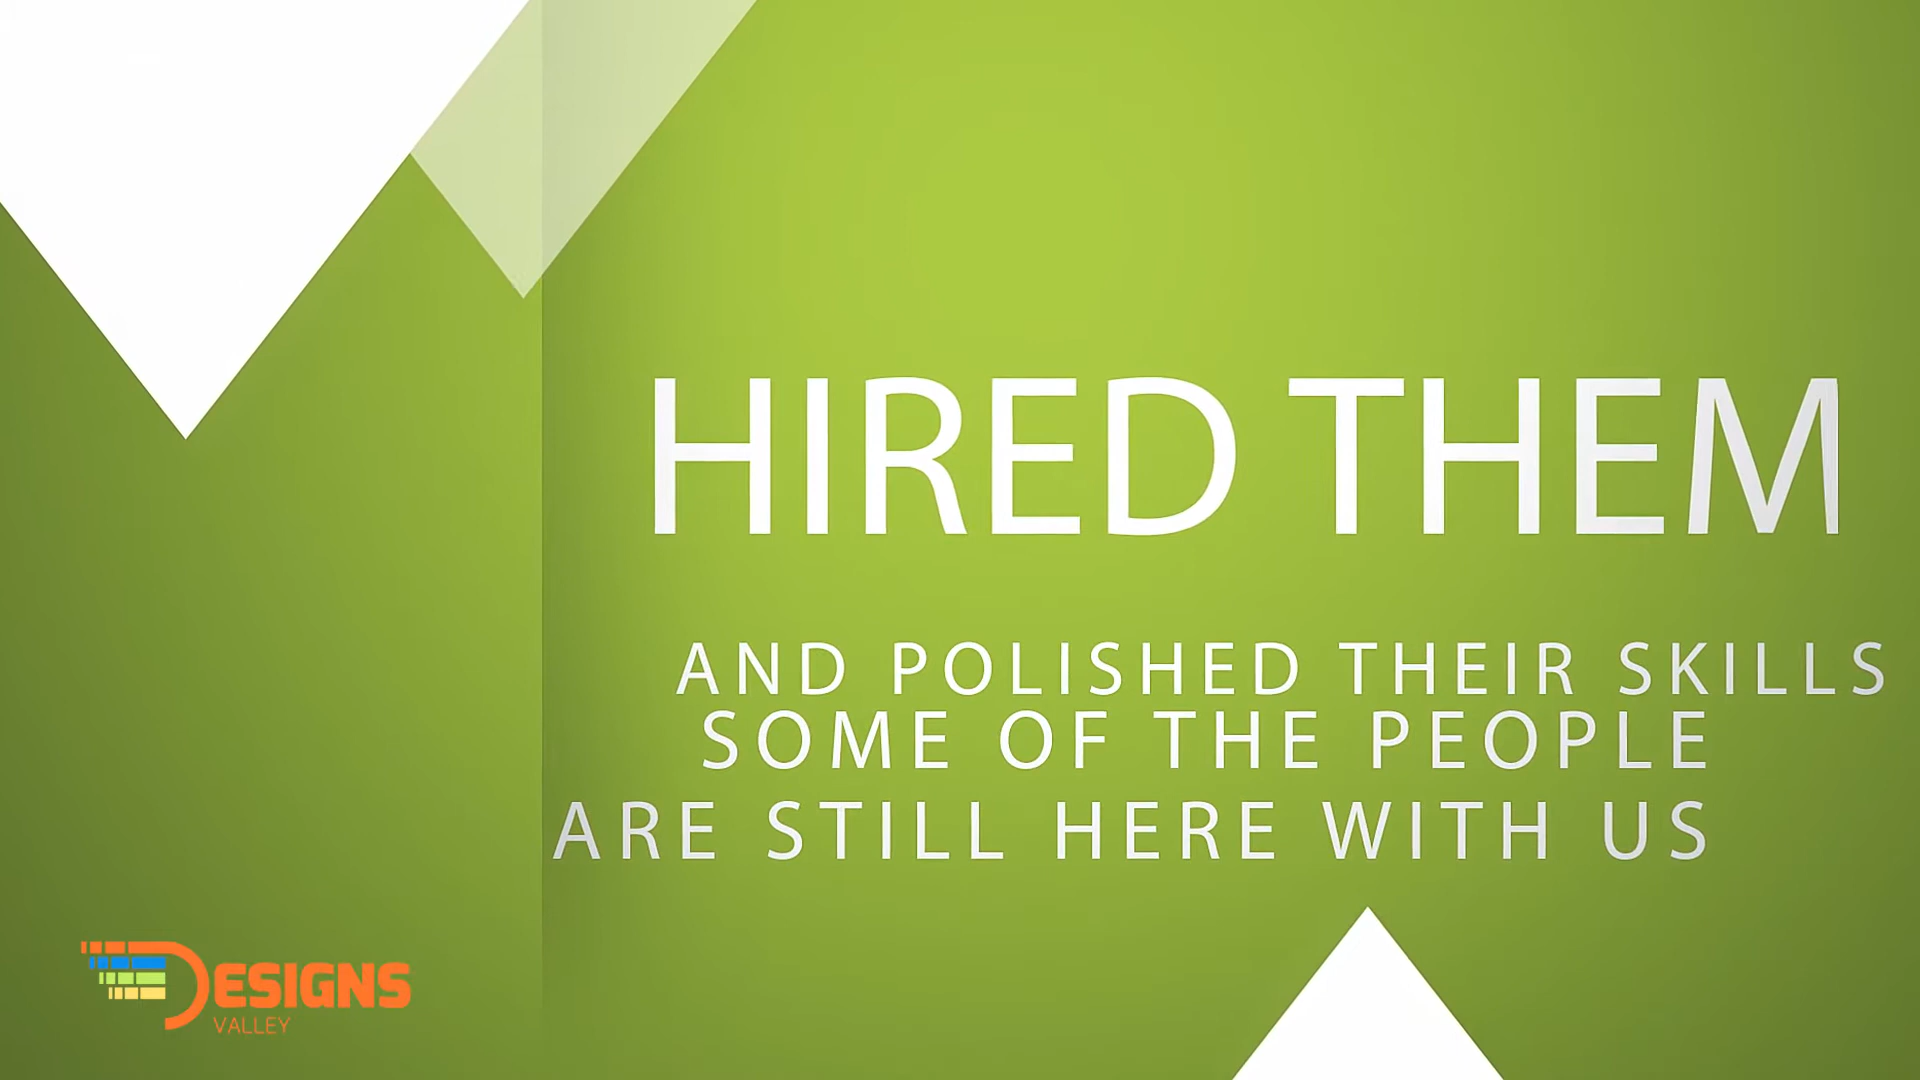 HIRED THEM
AND POLISHED THEIR SKILLS
SOME OF THE PEOPLE
ARE STILL HERE WITH US
DESIGNS
VALLEY